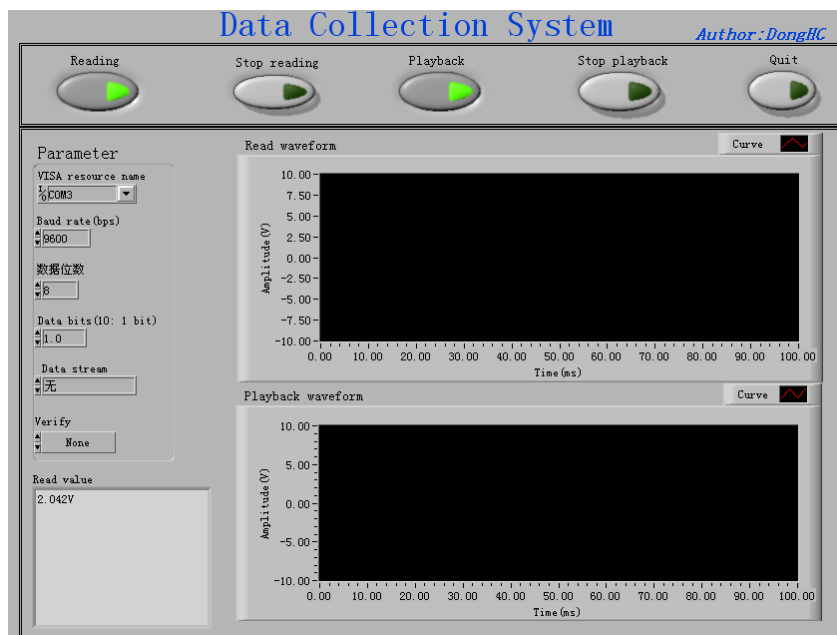 Data Collection System
Author:DongHC
Reading
Stop reading
Playback
Stop playback
Quit
Parameter
VISA resource name
I/O COM3
Baud rate(bps)
9600
数据位数
8
Data bits(10: 1 bit)
1.0
Data stream
无
Verify
None
Read value
2.042V
Read waveform
Curve
10.00
7.50
5.00
2.50
0.00
-2.50
-5.00
-7.50
-10.00
Amplitude(V)
0.00 10.00 20.00 30.00 40.00 50.00 60.00 70.00 80.00 90.00 100.00
Time(ms)
Playback waveform
Curve
10.00
5.00
0.00
-5.00
-10.00
Amplitude(V)
0.00 10.00 20.00 30.00 40.00 50.00 60.00 70.00 80.00 90.00 100.00
Time(ms)